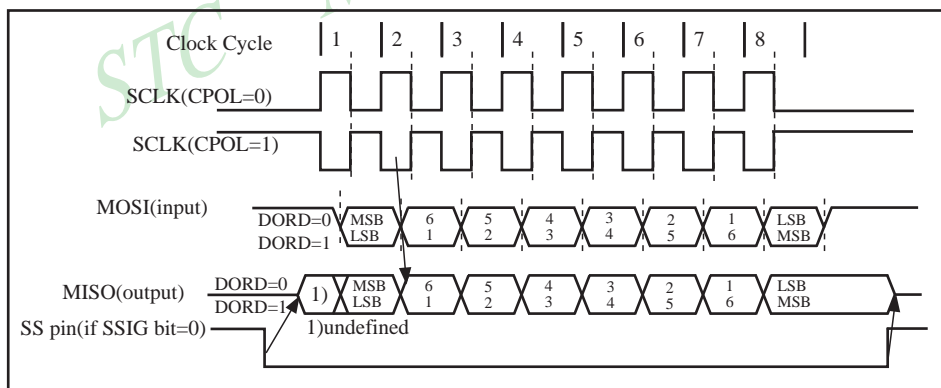 STC
Clock Cycle 1 2 3 4 5 6 7 8
SCLK(CPOL=0)
SCLK(CPOL=1)
MOSI(input)
DORD=0 MSB 6 5 4 3 2 1 LSB
DORD=1 LSB 1 2 3 4 5 6 MSB
MISO(output)
DORD=0 1) MSB 6 5 4 3 2 1 LSB
DORD=1 LSB 1 2 3 4 5 6 MSB
SS pin(if SSIG bit=0)
1)undefined